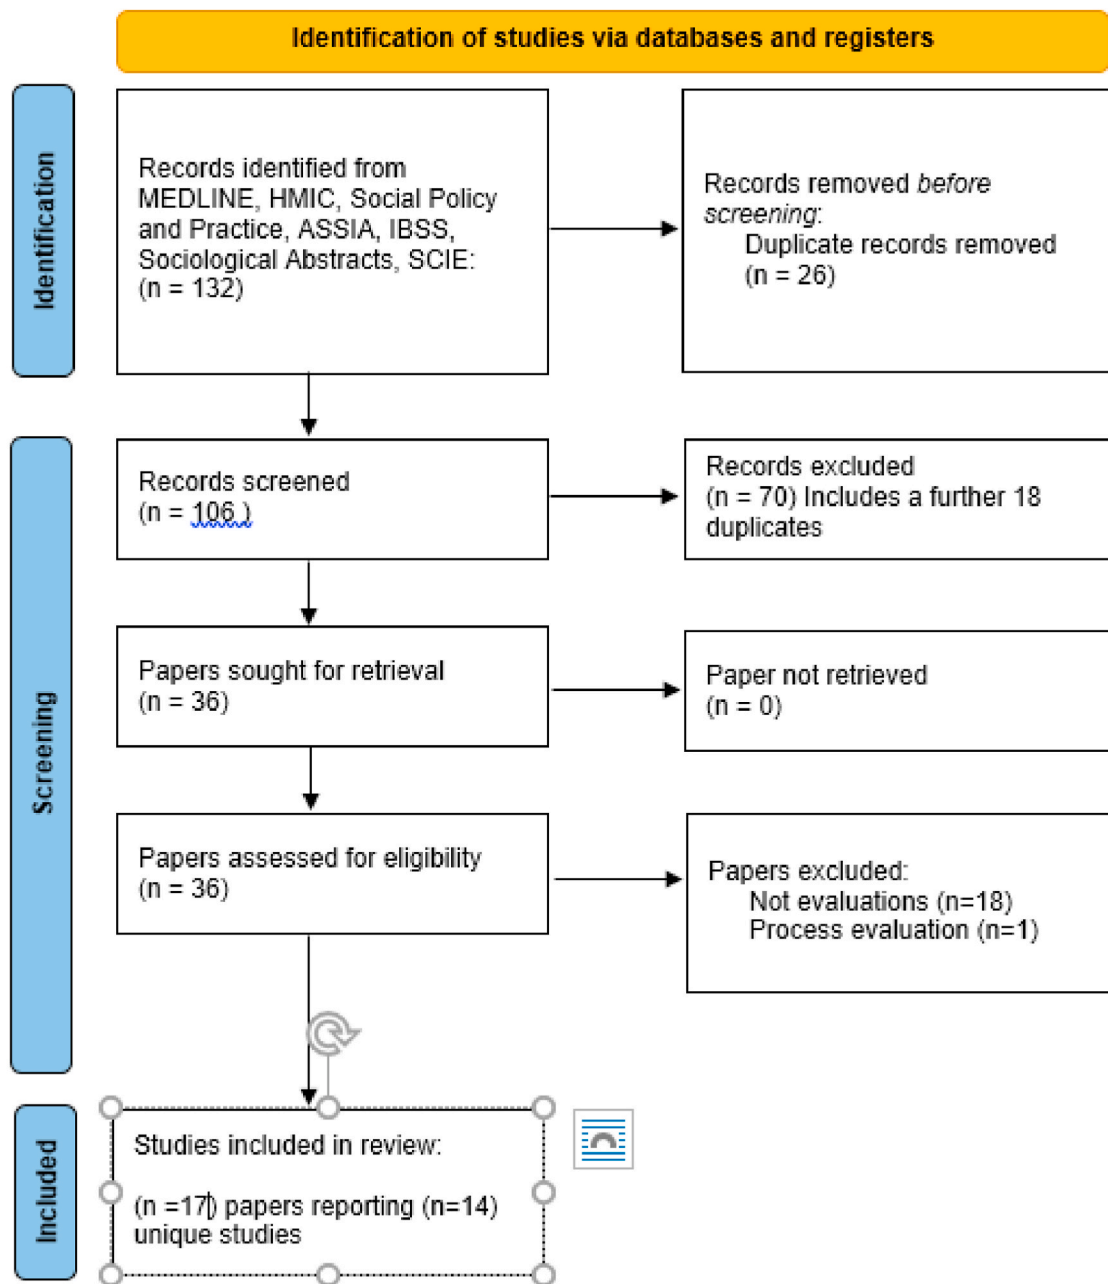 Identification of studies via databases and registers
Identification
Records identified from
MEDLINE, HMIC, Social Policy
and Practice, ASSIA, IBSS,
Sociological Abstracts, SCIE:
(n = 132)
Records removed before
screening:
Duplicate records removed
(n = 26)
Screening
Records screened
(n = 106 )
Records excluded
(n = 70) Includes a further 18
duplicates
Papers sought for retrieval
(n = 36)
Paper not retrieved
(n = 0)
Papers assessed for eligibility
(n = 36)
Papers excluded:
Not evaluations (n=18)
Process evaluation (n=1)
Included
Studies included in review:
(n =17) papers reporting (n=14)
unique studies